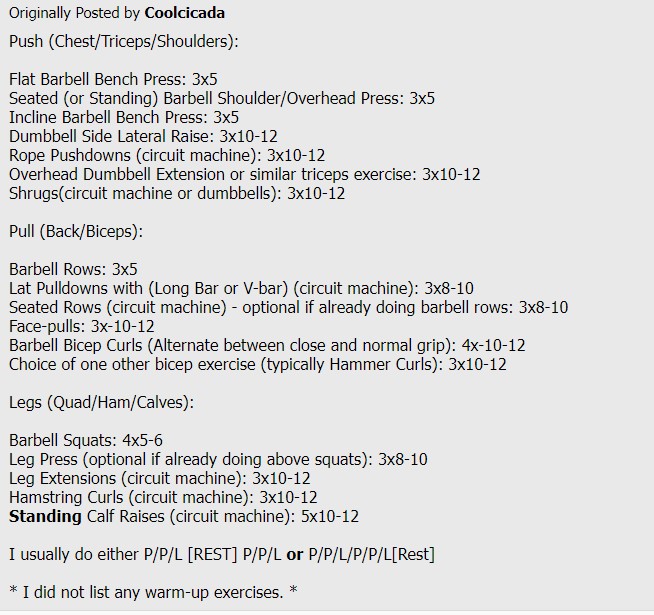 Originally Posted by Coolcicada
Push (Chest/Triceps/Shoulders):
Flat Barbell Bench Press: 3x5
Seated (or Standing) Barbell Shoulder/Overhead Press: 3x5
Incline Barbell Bench Press: 3x5
Dumbbell Side Lateral Raise: 3x10-12
Rope Pushdowns (circuit machine): 3x10-12
Overhead Dumbbell Extension or similar triceps exercise: 3x10-12
Shrugs(circuit machine or dumbbells): 3x10-12
Pull (Back/Biceps):
Barbell Rows: 3x5
Lat Pulldowns with (Long Bar or V-bar) (circuit machine): 3x8-10
Seated Rows (circuit machine) - optional if already doing barbell rows: 3x8-10
Face-pulls: 3x-10-12
Barbell Bicep Curls (Alternate between close and normal grip): 4x-10-12
Choice of one other bicep exercise (typically Hammer Curls): 3x10-12
Legs (Quad/Ham/Calves):
Barbell Squats: 4x5-6
Leg Press (optional if already doing above squats): 3x8-10
Leg Extensions (circuit machine): 3x10-12
Hamstring Curls (circuit machine): 3x10-12
Standing Calf Raises (circuit machine): 5x10-12
I usually do either P/P/L [REST] P/P/L or P/P/L/P/P/L[Rest]
* I did not list any warm-up exercises. *